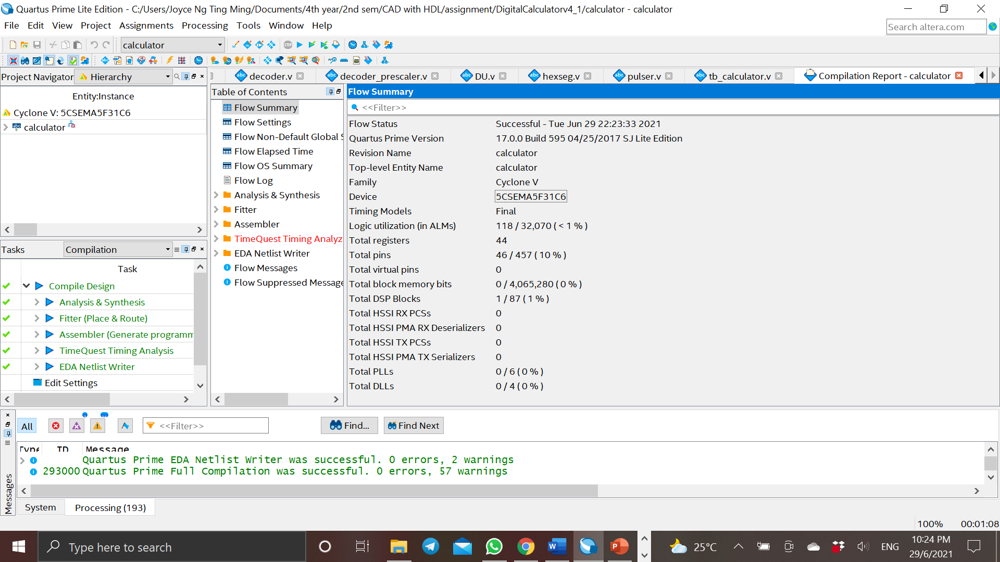 Quartus Prime Lite Edition - C:/Users/Joyce Ng Ting Ming/Documents/4th year/2nd sem/CAD with HDL/assignment/DigitalCalculatorv4_1/calculator - calculator
File Edit View Project Assignments Processing Tools Window Help
Search altera.com
calculator
Project Navigator Hierarchy
decoder.v decoder_prescaler.v DU.v hexseg.v pulser.v tb_calculator.v Compilation Report - calculator
Entity:Instance
Cyclone V: 5CSEMA5F31C6
calculator
Table of Contents
Flow Summary
Flow Settings
Flow Non-Default Global S
Flow Elapsed Time
Flow OS Summary
Flow Log
Analysis & Synthesis
Fitter
Assembler
TimeQuest Timing Analyz
EDA Netlist Writer
Flow Messages
Flow Suppressed Message
Flow Summary
<<Filter>>
Flow Status Successful - Tue Jun 29 22:23:33 2021
Quartus Prime Version 17.0.0 Build 595 04/25/2017 SJ Lite Edition
Revision Name calculator
Top-level Entity Name calculator
Family Cyclone V
Device 5CSEMA5F31C6
Timing Models Final
Logic utilization (in ALMs) 118 / 32,070 ( < 1 % )
Total registers 44
Total pins 46 / 457 ( 10 % )
Total virtual pins 0
Total block memory bits 0 / 4,065,280 ( 0 % )
Total DSP Blocks 1 / 87 ( 1 % )
Total HSSI RX PCSs 0
Total HSSI PMA RX Deserializers 0
Total HSSI TX PCSs 0
Total HSSI PMA TX Serializers 0
Total PLLs 0 / 6 ( 0 % )
Total DLLs 0 / 4 ( 0 % )
Tasks Compilation
Task
Compile Design
Analysis & Synthesis
Fitter (Place & Route)
Assembler (Generate programm
TimeQuest Timing Analysis
EDA Netlist Writer
Edit Settings
All <<Filter>> Find... Find Next
Type ID Message
Quartus Prime EDA Netlist Writer was successful. 0 errors, 2 warnings
293000 Quartus Prime Full Compilation was successful. 0 errors, 57 warnings
Messages
System Processing (193)
100% 00:01:08
Type here to search
25°C
ENG
10:24 PM
29/6/2021